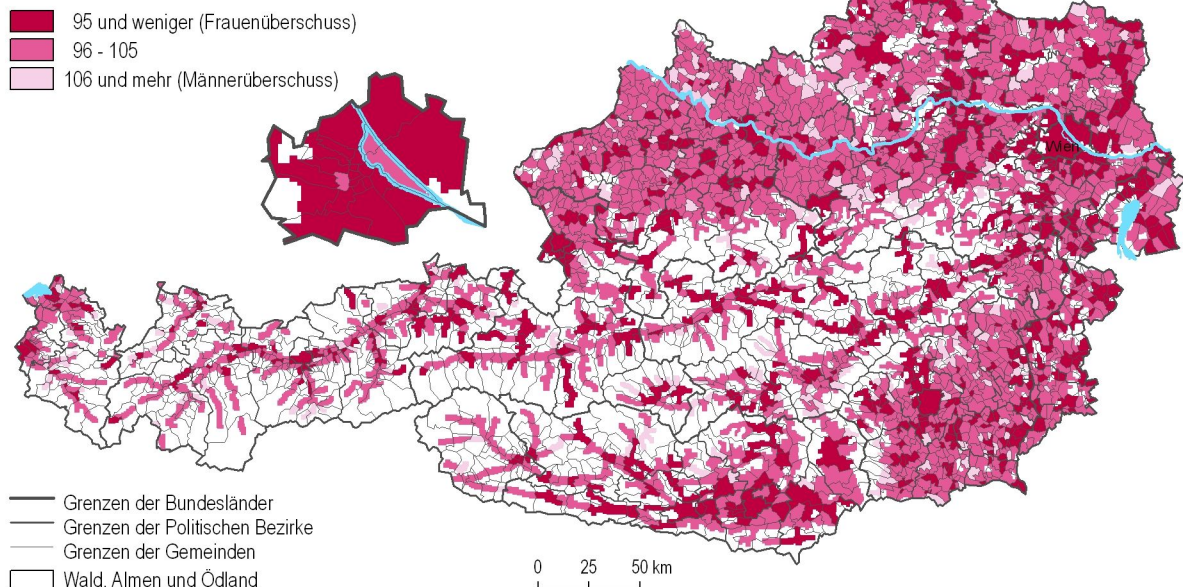 95 und weniger (Frauenüberschuss)
96 - 105
106 und mehr (Männerüberschuss)
Wien
Grenzen der Bundesländer
Grenzen der Politischen Bezirke
Grenzen der Gemeinden
Wald, Almen und Ödland
0 25 50 km